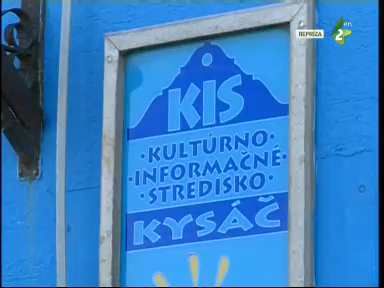 REPRIZA 2
KIS
·KULTÚRNO·
·INFORMAČNÉ·
·STREDISKO·
KYSÁČ